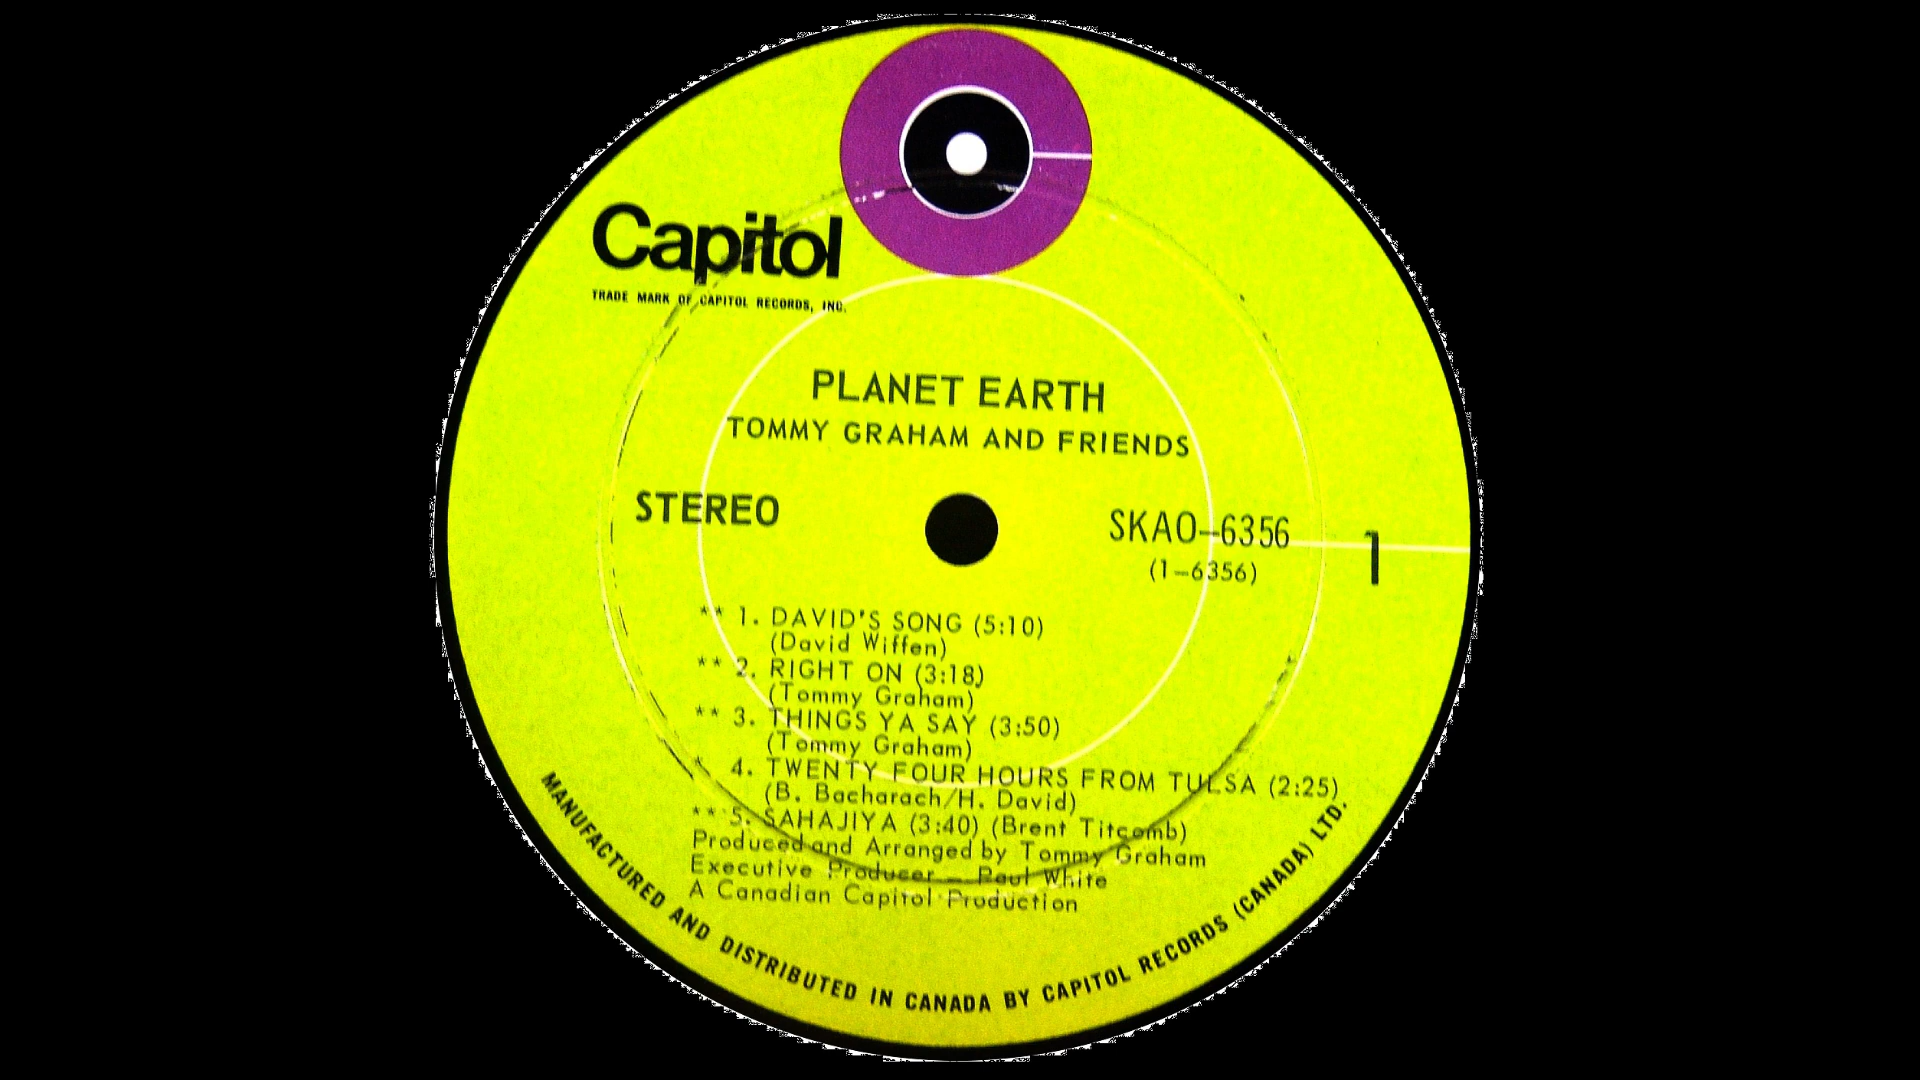 Capitol
TRADE MARK OF CAPITOL RECORDS, INC.
PLANET EARTH
TOMMY GRAHAM AND FRIENDS
STEREO
SKAO-6356
(1-6356)
1
** 1. DAVID'S SONG (5:10)
(David Wiffen)
** 2. RIGHT ON (3:18)
(Tommy Graham)
** 3. THINGS YA SAY (3:50)
(Tommy Graham)
* 4. TWENTY FOUR HOURS FROM TULSA (2:25)
(B. Bacharach/H. David)
** 5. SAHAJIYA (3:40) (Brent Titcomb)
Produced and Arranged by Tommy Graham
Executive Producer — Paul White
A Canadian Capitol Production
MANUFACTURED AND DISTRIBUTED IN CANADA BY CAPITOL RECORDS (CANADA) LTD.